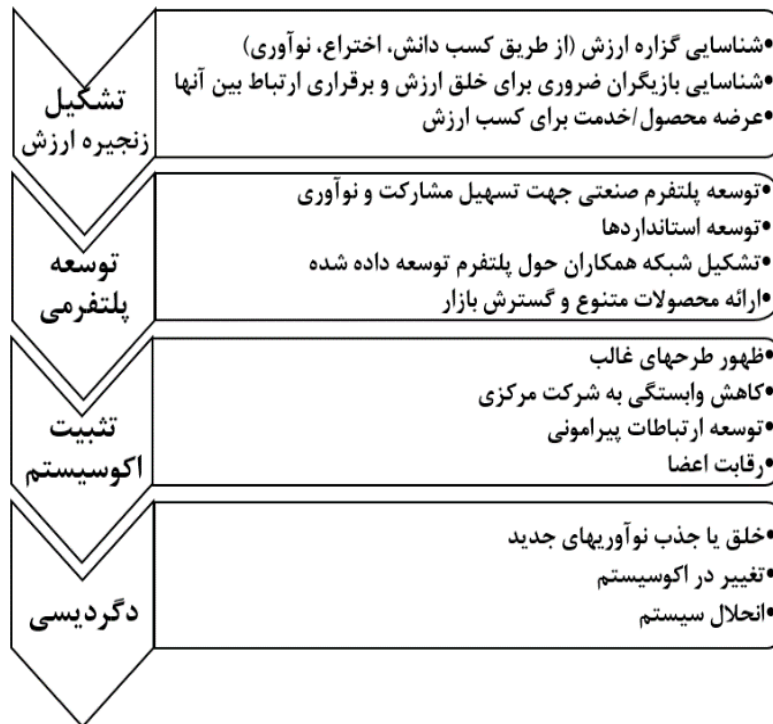 تشکیل
زنجیره ارزش
•شناسایی گزاره ارزش (از طریق کسب دانش، اختراع، نوآوری)
•شناسایی بازیگران ضروری برای خلق ارزش و برقراری ارتباط بین آنها
•عرضه محصول/خدمت برای کسب ارزش
توسعه
پلتفرمی
•توسعه پلتفرم صنعتی جهت تسهیل مشارکت و نوآوری
•توسعه استانداردها
•تشکیل شبکه همکاران حول پلتفرم توسعه داده شده
•ارائه محصولات متنوع و گسترش بازار
تثبیت
اکوسیستم
•ظهور طرحهای غالب
•کاهش وابستگی به شرکت مرکزی
•توسعه ارتباطات پیرامونی
•رقابت اعضا
دگردیسی
•خلق یا جذب نوآوریهای جدید
•تغییر در اکوسیستم
•انحلال سیستم